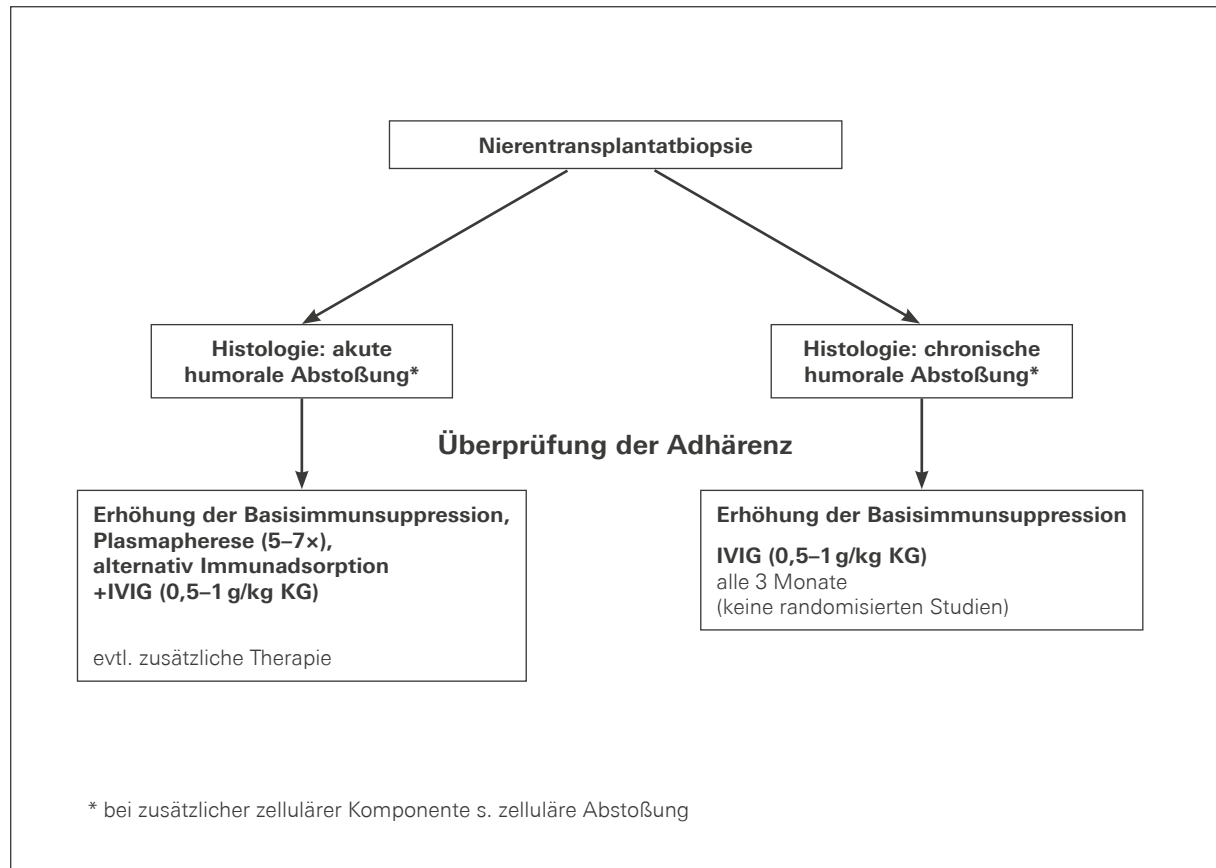 Nierentransplantatbiopsie
Histologie: akute
humorale Abstoßung*
Histologie: chronische
humorale Abstoßung*
Überprüfung der Adhärenz
Erhöhung der Basisimmunsuppression,
Plasmapherese (5–7×),
alternativ Immunadsorption
+IVIG (0,5–1 g/kg KG)
evtl. zusätzliche Therapie
Erhöhung der Basisimmunsuppression
IVIG (0,5–1 g/kg KG)
alle 3 Monate
(keine randomisierten Studien)
* bei zusätzlicher zellulärer Komponente s. zelluläre Abstoßung